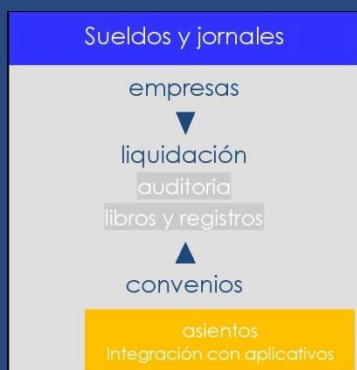 Sueldos y jornales
empresas
liquidación
auditoría
libros y registros
convenios
asientos
Integración con aplicativos